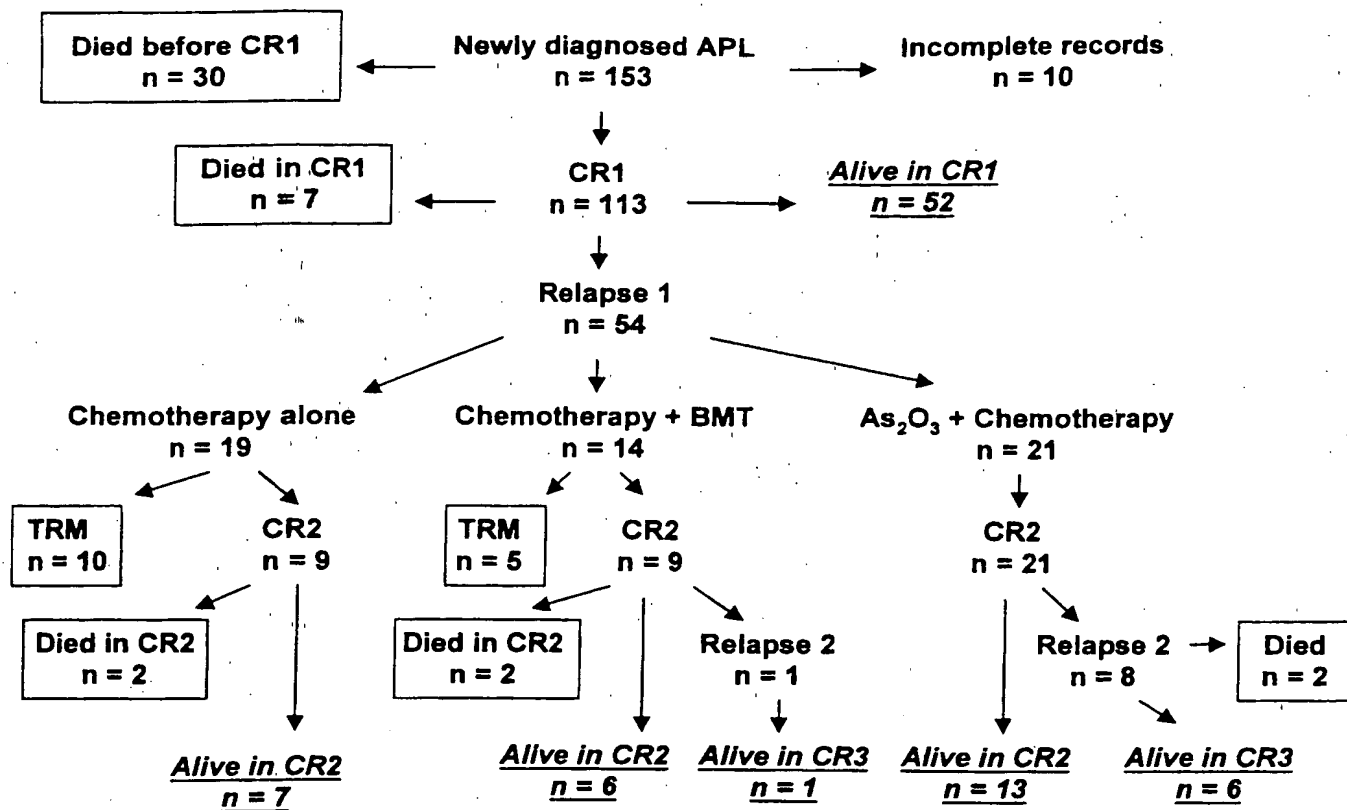 Died before CR1
n = 30
Newly diagnosed APL
n = 153
Incomplete records
n = 10
Died in CR1
n = 7
CR1
n = 113
Alive in CR1
n = 52
Relapse 1
n = 54
Chemotherapy alone
n = 19
Chemotherapy + BMT
n = 14
As₂O₃ + Chemotherapy
n = 21
TRM
n = 10
CR2
n = 9
TRM
n = 5
CR2
n = 9
CR2
n = 21
Died in CR2
n = 2
Died in CR2
n = 2
Relapse 2
n = 1
Relapse 2
n = 8
Died
n = 2
Alive in CR2
n = 7
Alive in CR2
n = 6
Alive in CR3
n = 1
Alive in CR2
n = 13
Alive in CR3
n = 6